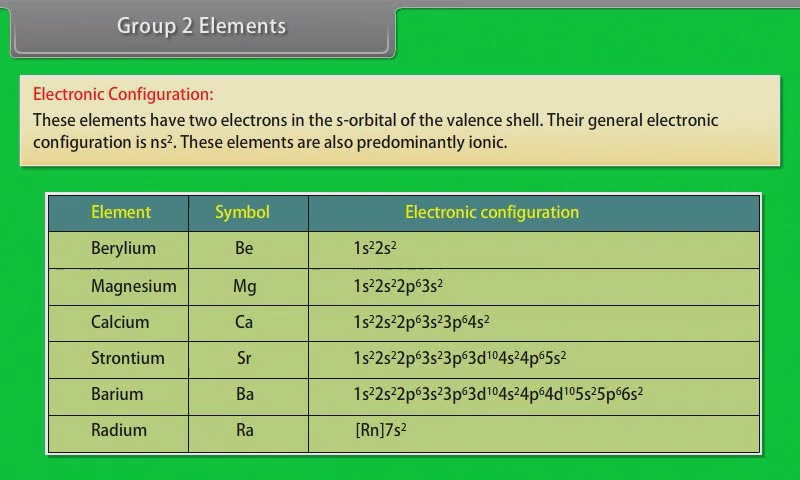 Group 2 Elements
Electronic Configuration:
These elements have two electrons in the s-orbital of the valence shell. Their general electronic
configuration is ns². These elements are also predominantly ionic.
Element Symbol Electronic configuration
Berylium Be 1s²2s²
Magnesium Mg 1s²2s²2p⁶3s²
Calcium Ca 1s²2s²2p⁶3s²3p⁶4s²
Strontium Sr 1s²2s²2p⁶3s²3p⁶3d¹⁰4s²4p⁶5s²
Barium Ba 1s²2s²2p⁶3s²3p⁶3d¹⁰4s²4p⁶4d¹⁰5s²5p⁶6s²
Radium Ra [Rn]7s²